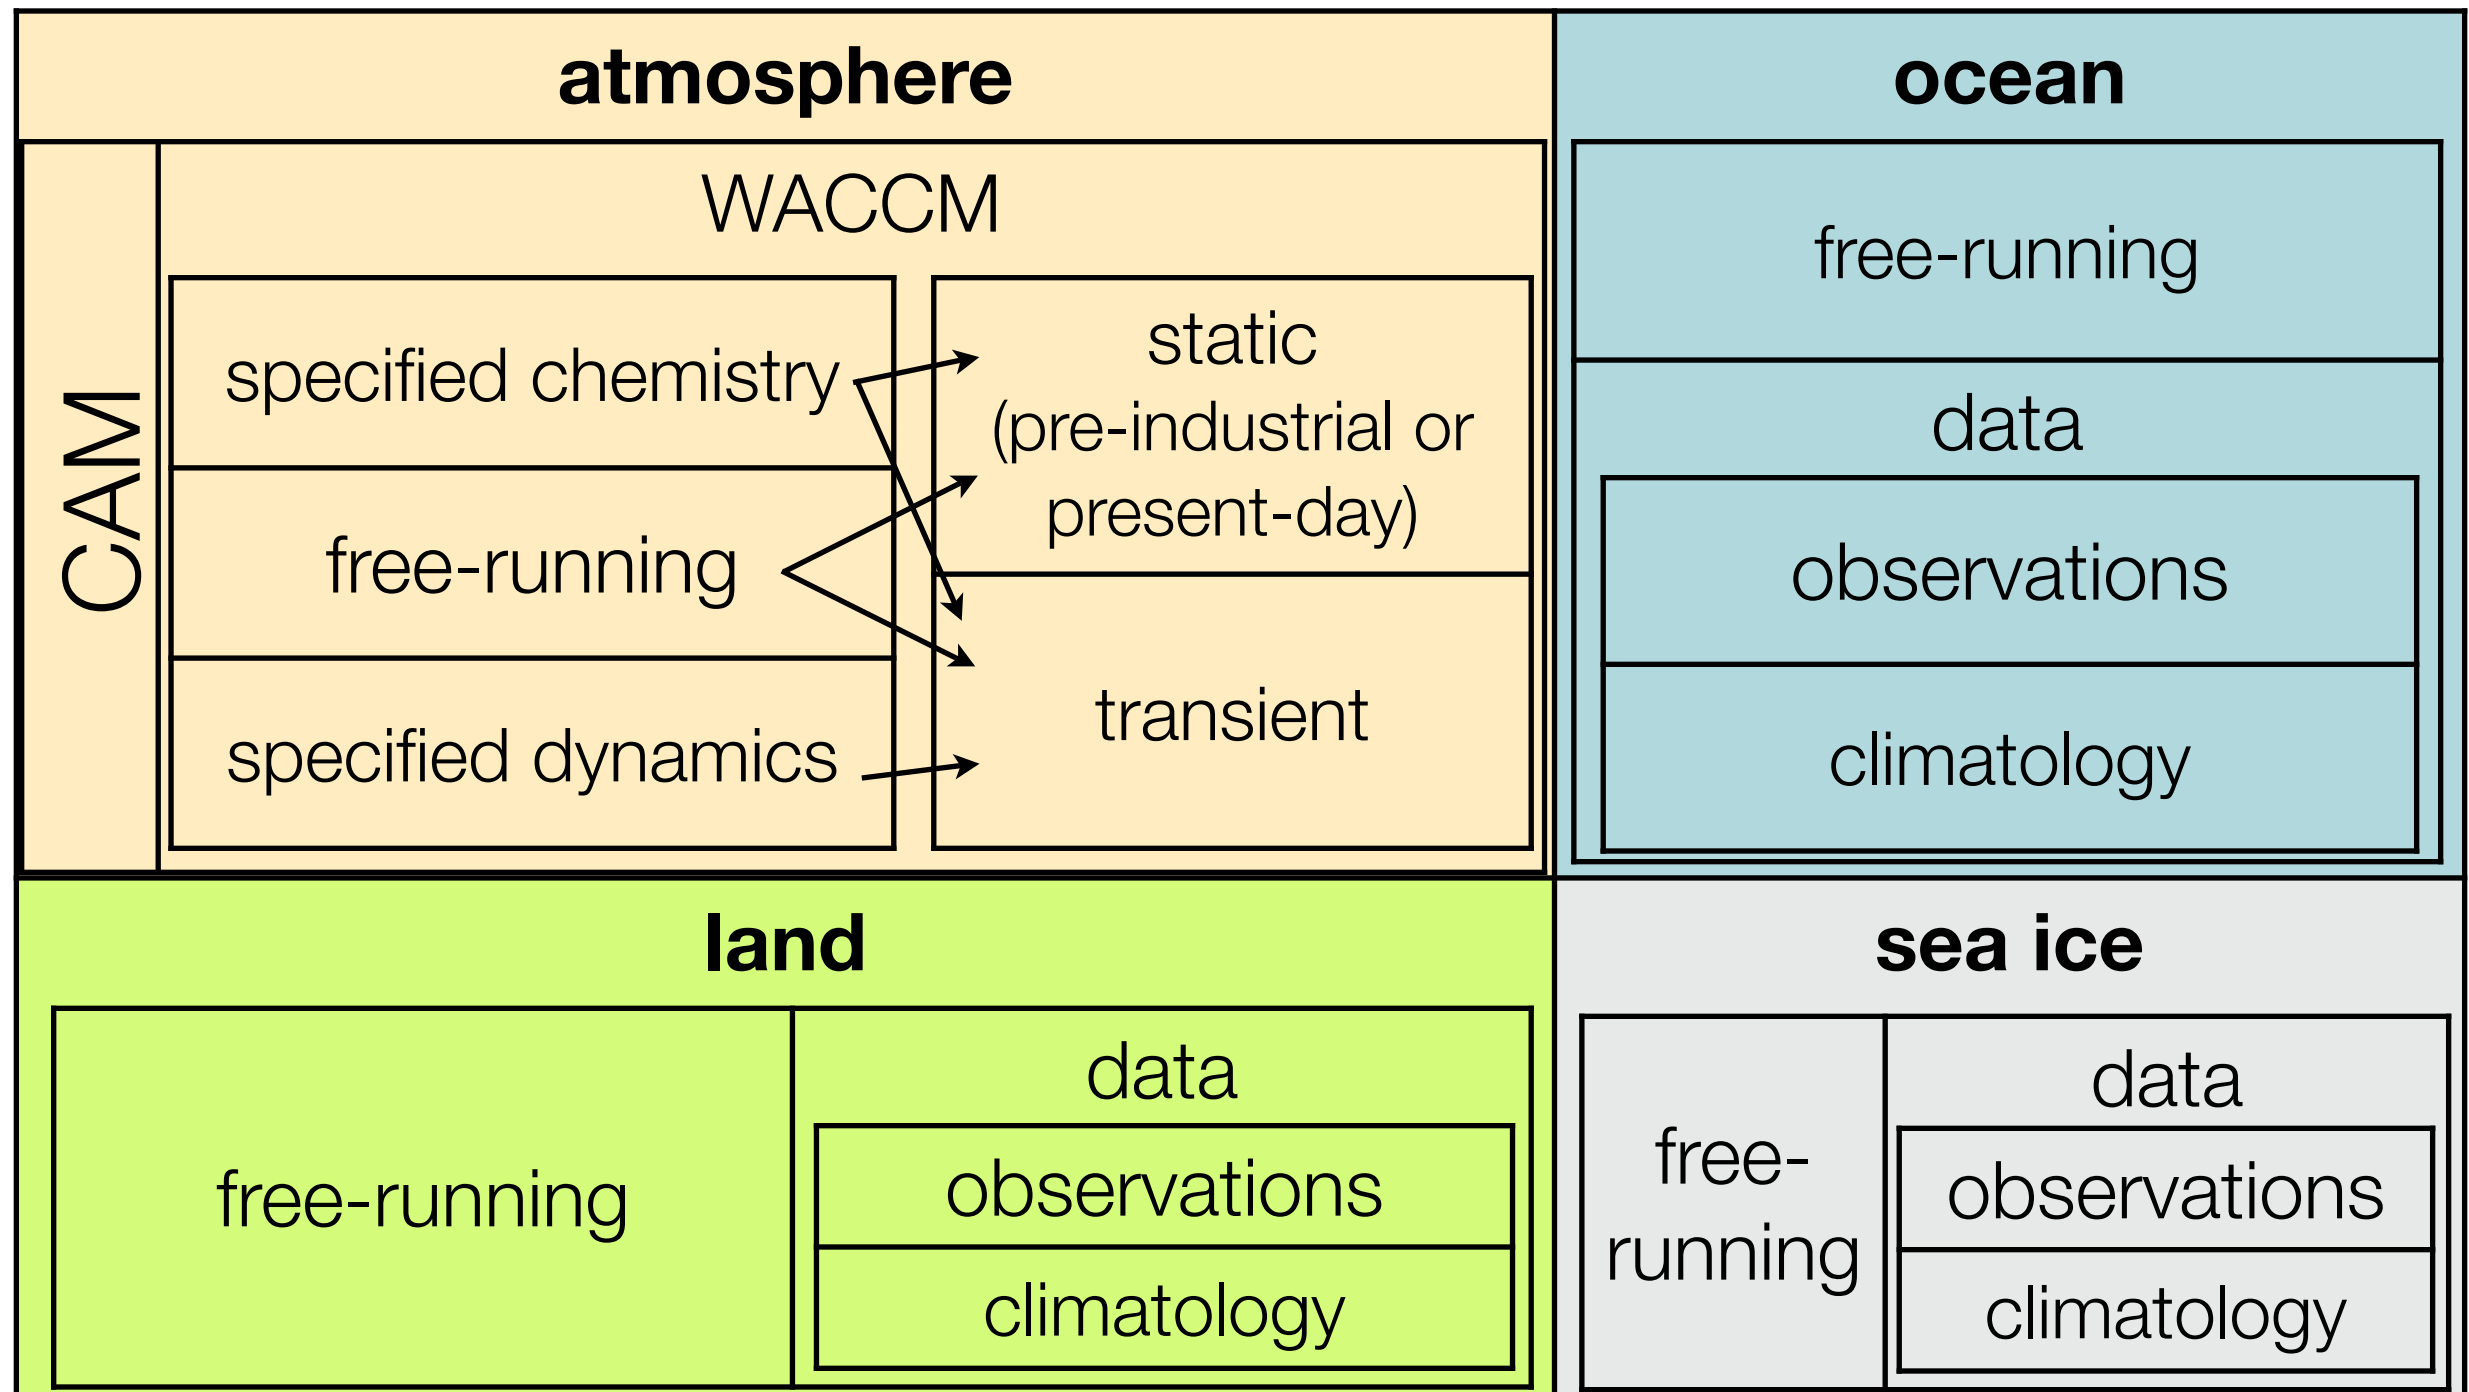 atmosphere
CAM
WACCM
specified chemistry
free-running
specified dynamics
static
(pre-industrial or
present-day)
transient
ocean
free-running
data
observations
climatology
land
free-running
data
observations
climatology
sea ice
free-
running
data
observations
climatology